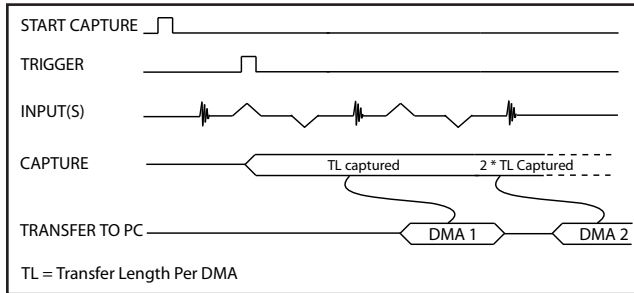 START CAPTURE
TRIGGER
INPUT(S)
CAPTURE
TL captured
2 * TL Captured
TRANSFER TO PC
DMA 1
DMA 2
TL = Transfer Length Per DMA